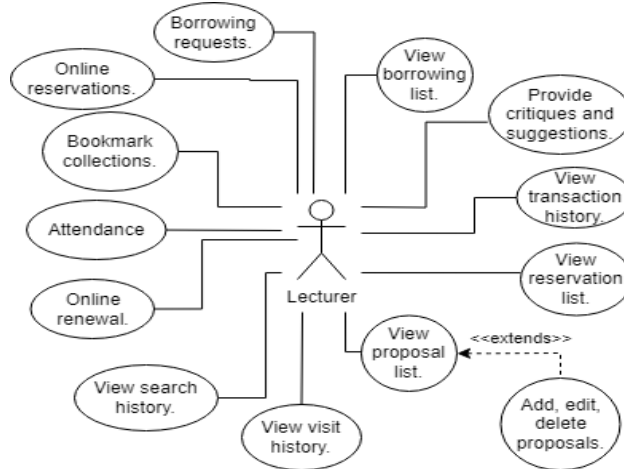 Borrowing
requests.
View
borrowing
list.
Online
reservations.
Provide
critiques and
suggestions.
Bookmark
collections.
View
transaction
history.
Attendance
View
reservation
list.
Online
renewal.
Lecturer
View
proposal
list.
<<extends>>
View search
history.
View visit
history.
Add, edit,
delete
proposals.